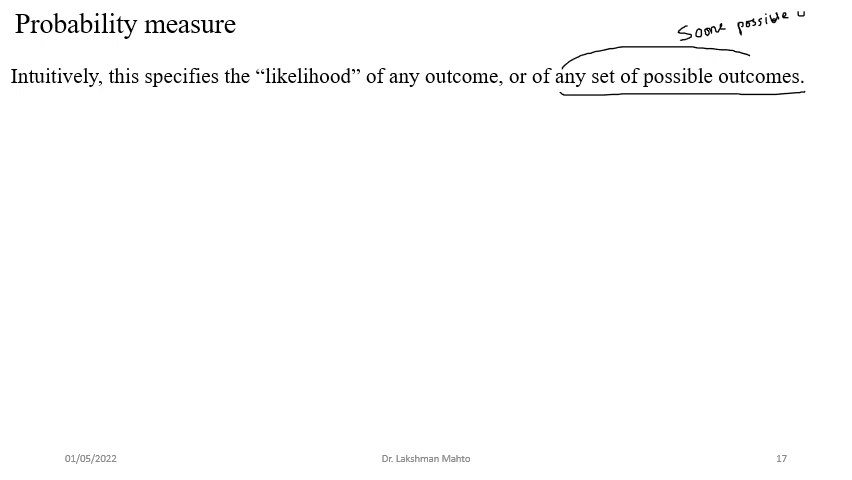 Probability measure
Some possible
Intuitively, this specifies the “likelihood” of any outcome, or of any set of possible outcomes.
01/05/2022
Dr. Lakshman Mahto
17